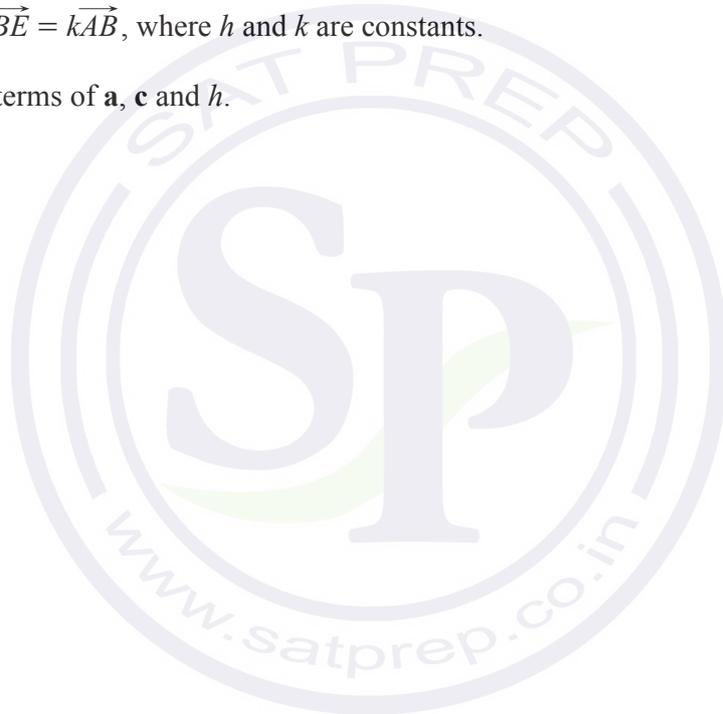 BE = kAB, where h and k are constants.
terms of a, c and h.
SAT PREP
SP
www.satprep.co.in